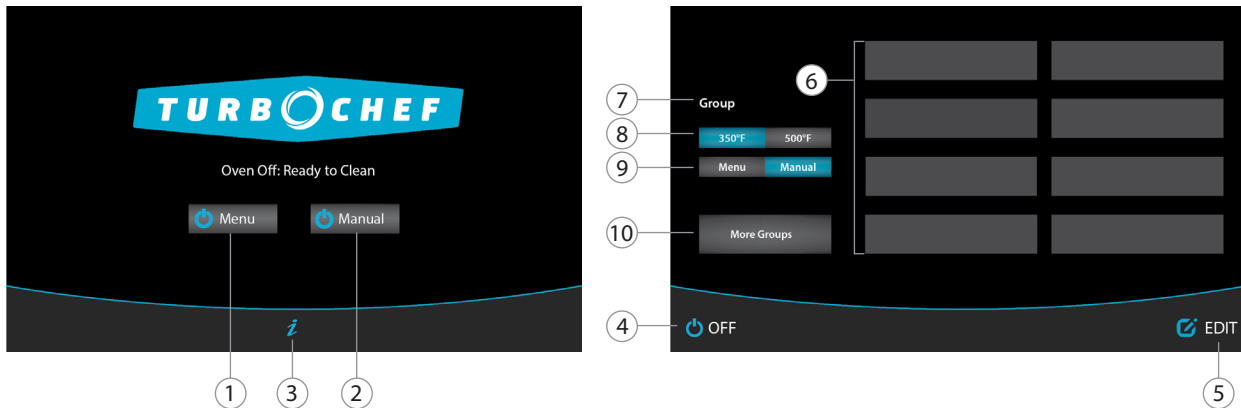 TURBOCHEF
Oven Off: Ready to Clean
Menu
Manual
i
1
3
2
6
7
Group
8
350°F
500°F
9
Menu
Manual
10
More Groups
4
OFF
EDIT
5